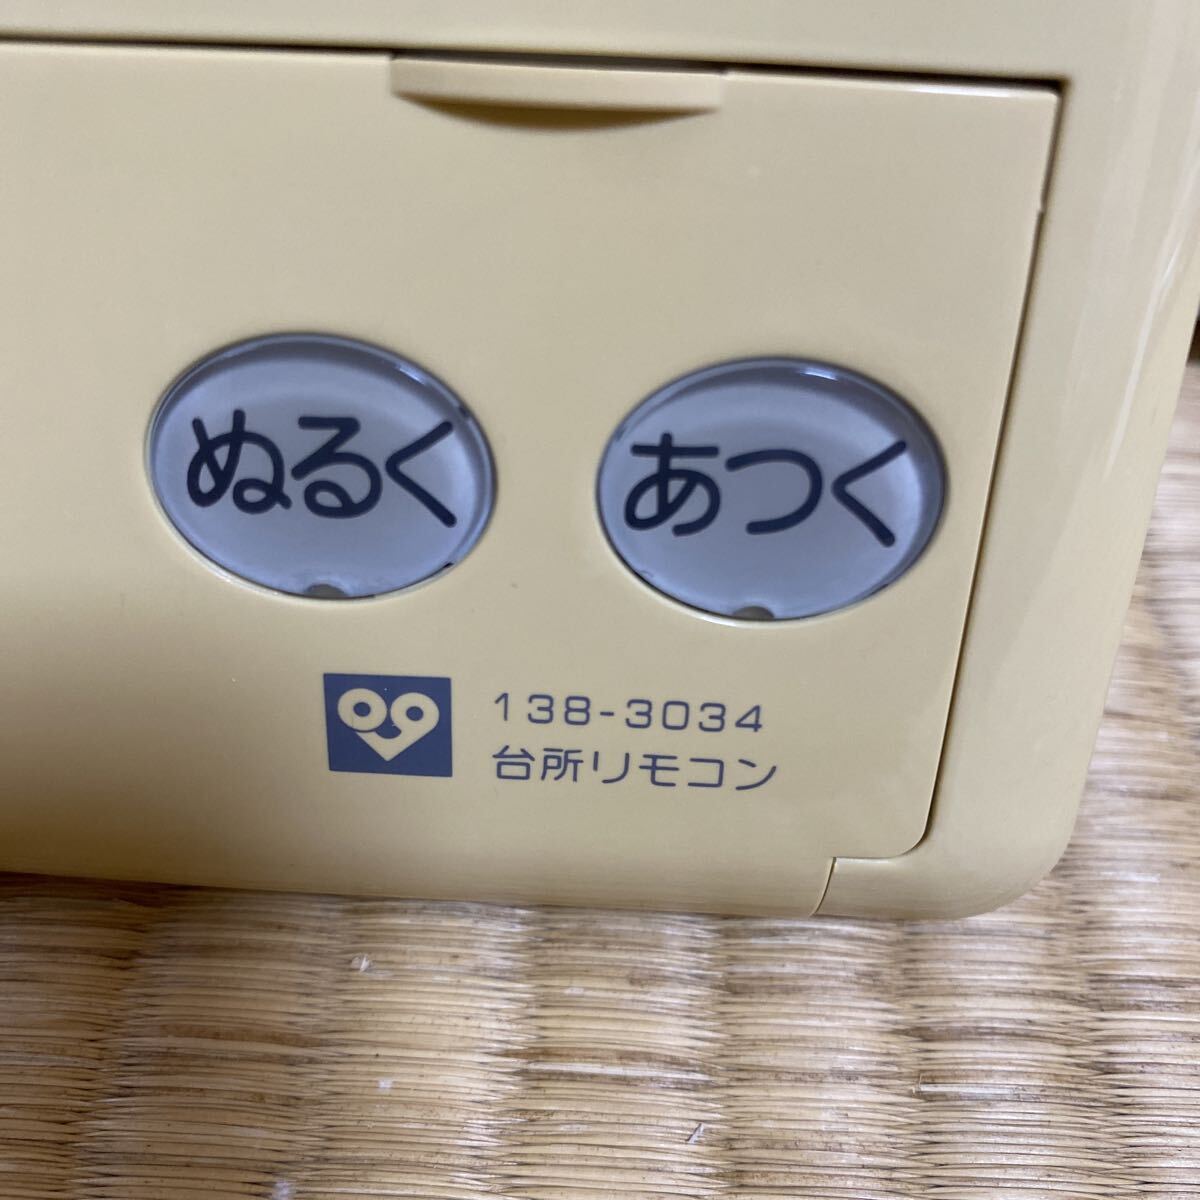 ぬるく
あつく
138-3034
台所リモコン